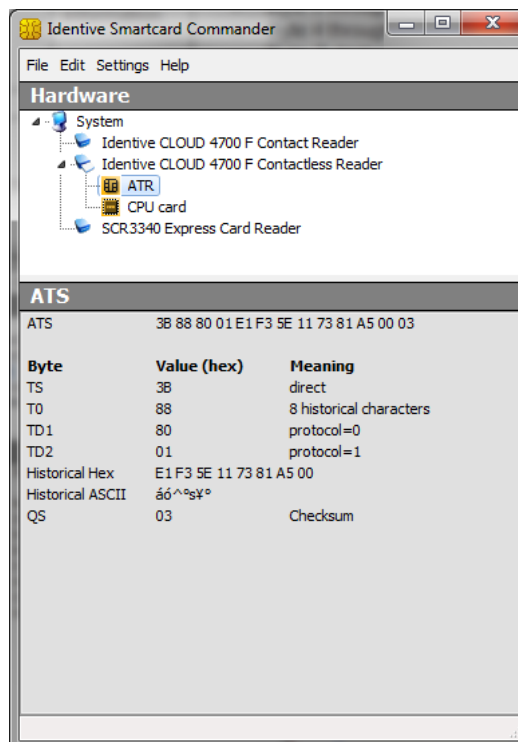 Identive Smartcard Commander
File Edit Settings Help
Hardware
System
Identive CLOUD 4700 F Contact Reader
Identive CLOUD 4700 F Contactless Reader
ATR
CPU card
SCR3340 Express Card Reader
ATS
ATS 3B 88 80 01 E1 F3 5E 11 73 81 A5 00 03
Byte Value (hex) Meaning
TS 3B direct
T0 88 8 historical characters
TD1 80 protocol=0
TD2 01 protocol=1
Historical Hex E1 F3 5E 11 73 81 A5 00
Historical ASCII áó^°s¥°
QS 03 Checksum